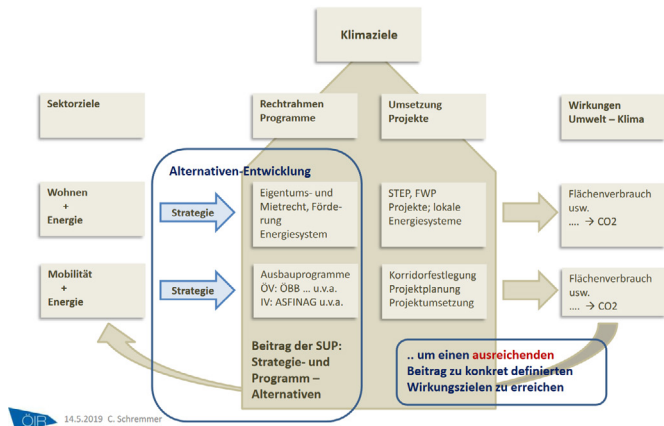 Klimaziele
Sektorziele
Rechtrahmen
Programme
Umsetzung
Projekte
Wirkungen
Umwelt – Klima
Alternativen-Entwicklung
Wohnen
+
Energie
Strategie
Eigentums- und
Mietrecht, Förde-
rung
Energiesystem
STEP, FWP
Projekte; lokale
Energiesysteme
Flächenverbrauch
usw.
.... → CO2
Mobilität
+
Energie
Strategie
Ausbauprogramme
ÖV: ÖBB ... u.v.a.
IV: ASFINAG u.v.a.
Korridorfestlegung
Projektplanung
Projektumsetzung
Flächenverbrauch
usw.
.... → CO2
Beitrag der SUP:
Strategie- und
Programm –
Alternativen
.. um einen ausreichenden
Beitrag zu konkret definierten
Wirkungszielen zu erreichen
ÖIR
14.5.2019 C. Schremmer